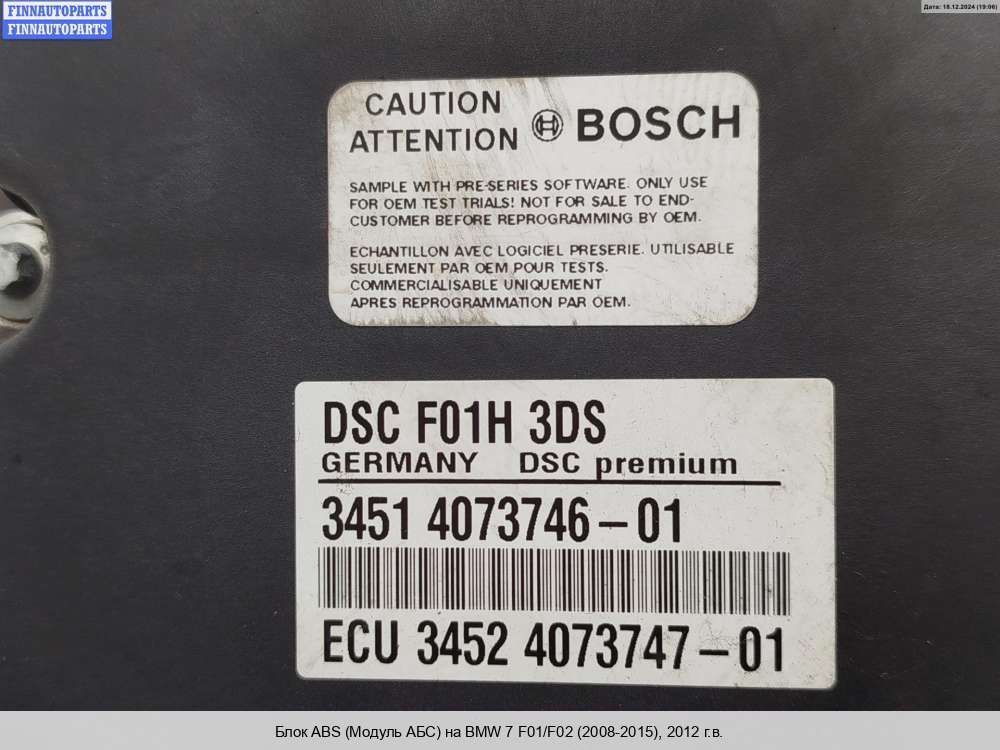 FINNAUTOPARTS
FINNAUTOPARTS
Дата: 18.12.2024 (19:06)
CAUTION
ATTENTION
BOSCH
SAMPLE WITH PRE-SERIES SOFTWARE. ONLY USE
FOR OEM TEST TRIALS! NOT FOR SALE TO END-
CUSTOMER BEFORE REPROGRAMMING BY OEM.
ECHANTILLON AVEC LOGICIEL PRESERIE. UTILISABLE
SEULEMENT PAR OEM POUR TESTS.
COMMERCIALISABLE UNIQUEMENT
APRES REPROGRAMMATION PAR OEM.
DSC F01H 3DS
GERMANY DSC premium
3451 4073746-01
ECU 3452 4073747-01
Блок ABS (Модуль АБС) на BMW 7 F01/F02 (2008-2015), 2012 г.в.